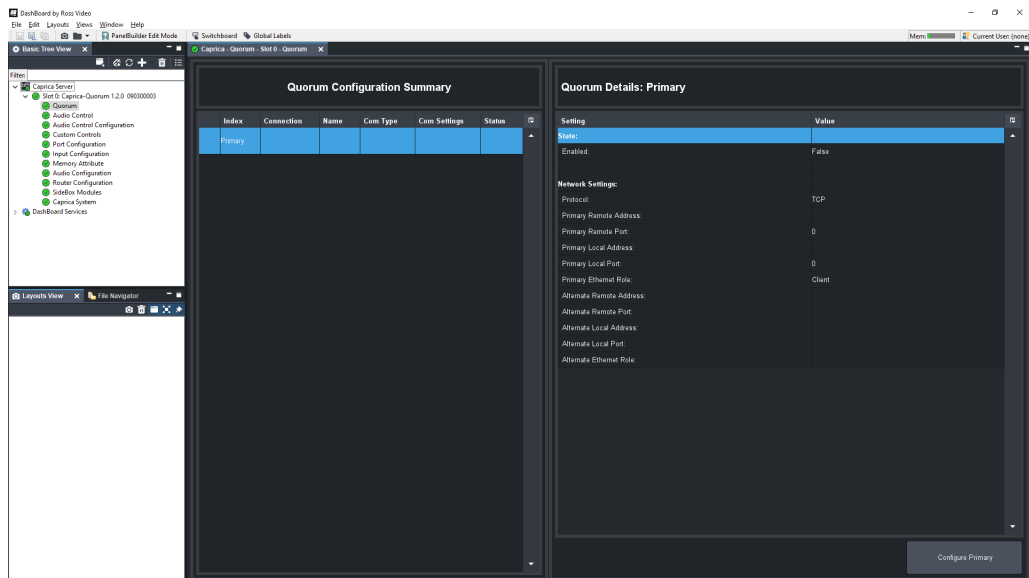 DashBoard by Ross Video
File Edit Layouts Views Window Help
PanelBuilder Edit Mode Switchboard Global Labels Mem: Current User: (none)
Basic Tree View
Filter:
Caprica Server
Slot 0: Caprica-Quorum 1.2.0 090300003
Quorum
Audio Control
Audio Control Configuration
Custom Controls
Port Configuration
Input Configuration
Memory Attribute
Audio Configuration
Router Configuration
SideBox Modules
Caprica System
DashBoard Services
Layouts View File Navigator
Caprica - Quorum - Slot 0 - Quorum
Quorum Configuration Summary
Index Connection Name Com Type Com Settings Status
Primary
Quorum Details: Primary
Setting Value
State:
Enabled: False
Network Settings:
Protocol: TCP
Primary Remote Address:
Primary Remote Port: 0
Primary Local Address:
Primary Local Port: 0
Primary Ethernet Role: Client
Alternate Remote Address:
Alternate Remote Port:
Alternate Local Address:
Alternate Local Port:
Alternate Ethernet Role:
Configure Primary